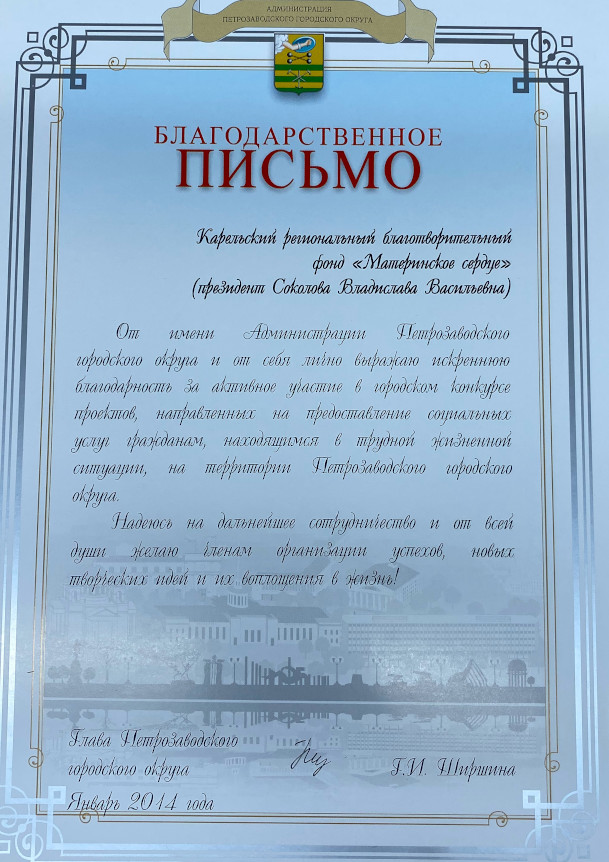 АДМИНИСТРАЦИЯ
ПЕТРОЗАВОДСКОГО ГОРОДСКОГО ОКРУГА
БЛАГОДАРСТВЕННОЕ
ПИСЬМО
Карельский региональный благотворительный
фонд «Материнское сердце»
(президент Соколова Владислава Васильевна)
От имени Администрации Петрозаводского
городского округа и от себя лично выражаю искреннюю
благодарность за активное участие в городском конкурсе
проектов, направленных на предоставление социальных
услуг гражданам, находящимся в трудной жизненной
ситуации, на территории Петрозаводского городского
округа.
Надеюсь на дальнейшее сотрудничество и от всей
души желаю членам организации успехов, новых
творческих идей и их воплощения в жизнь!
Глава Петрозаводского
городского округа Г.И. Ширшина
Январь 2014 года